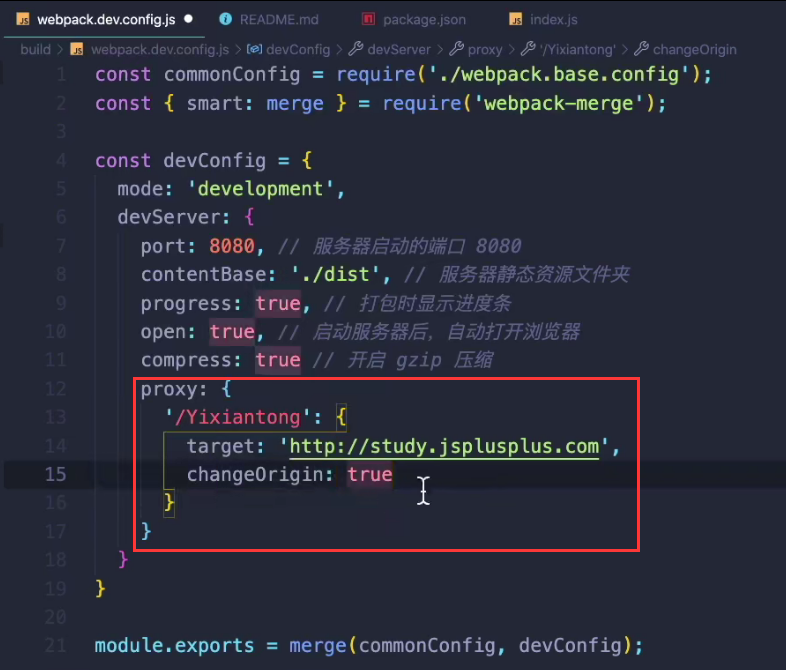 webpack.dev.config.js README.md package.json index.js
build > webpack.dev.config.js > devConfig > devServer > proxy > '/Yixiantong' > changeOrigin
1 const commonConfig = require('./webpack.base.config');
2 const { smart: merge } = require('webpack-merge');
3
4 const devConfig = {
5 mode: 'development',
6 devServer: {
7 port: 8080, // 服务器启动的端口 8080
8 contentBase: './dist', // 服务器静态资源文件夹
9 progress: true, // 打包时显示进度条
10 open: true, // 启动服务器后，自动打开浏览器
11 compress: true // 开启 gzip 压缩
12 proxy: {
13 '/Yixiantong': {
14 target: 'http://study.jsplusplus.com',
15 changeOrigin: true
16 }
17 }
18 }
19 }
20
21 module.exports = merge(commonConfig, devConfig);